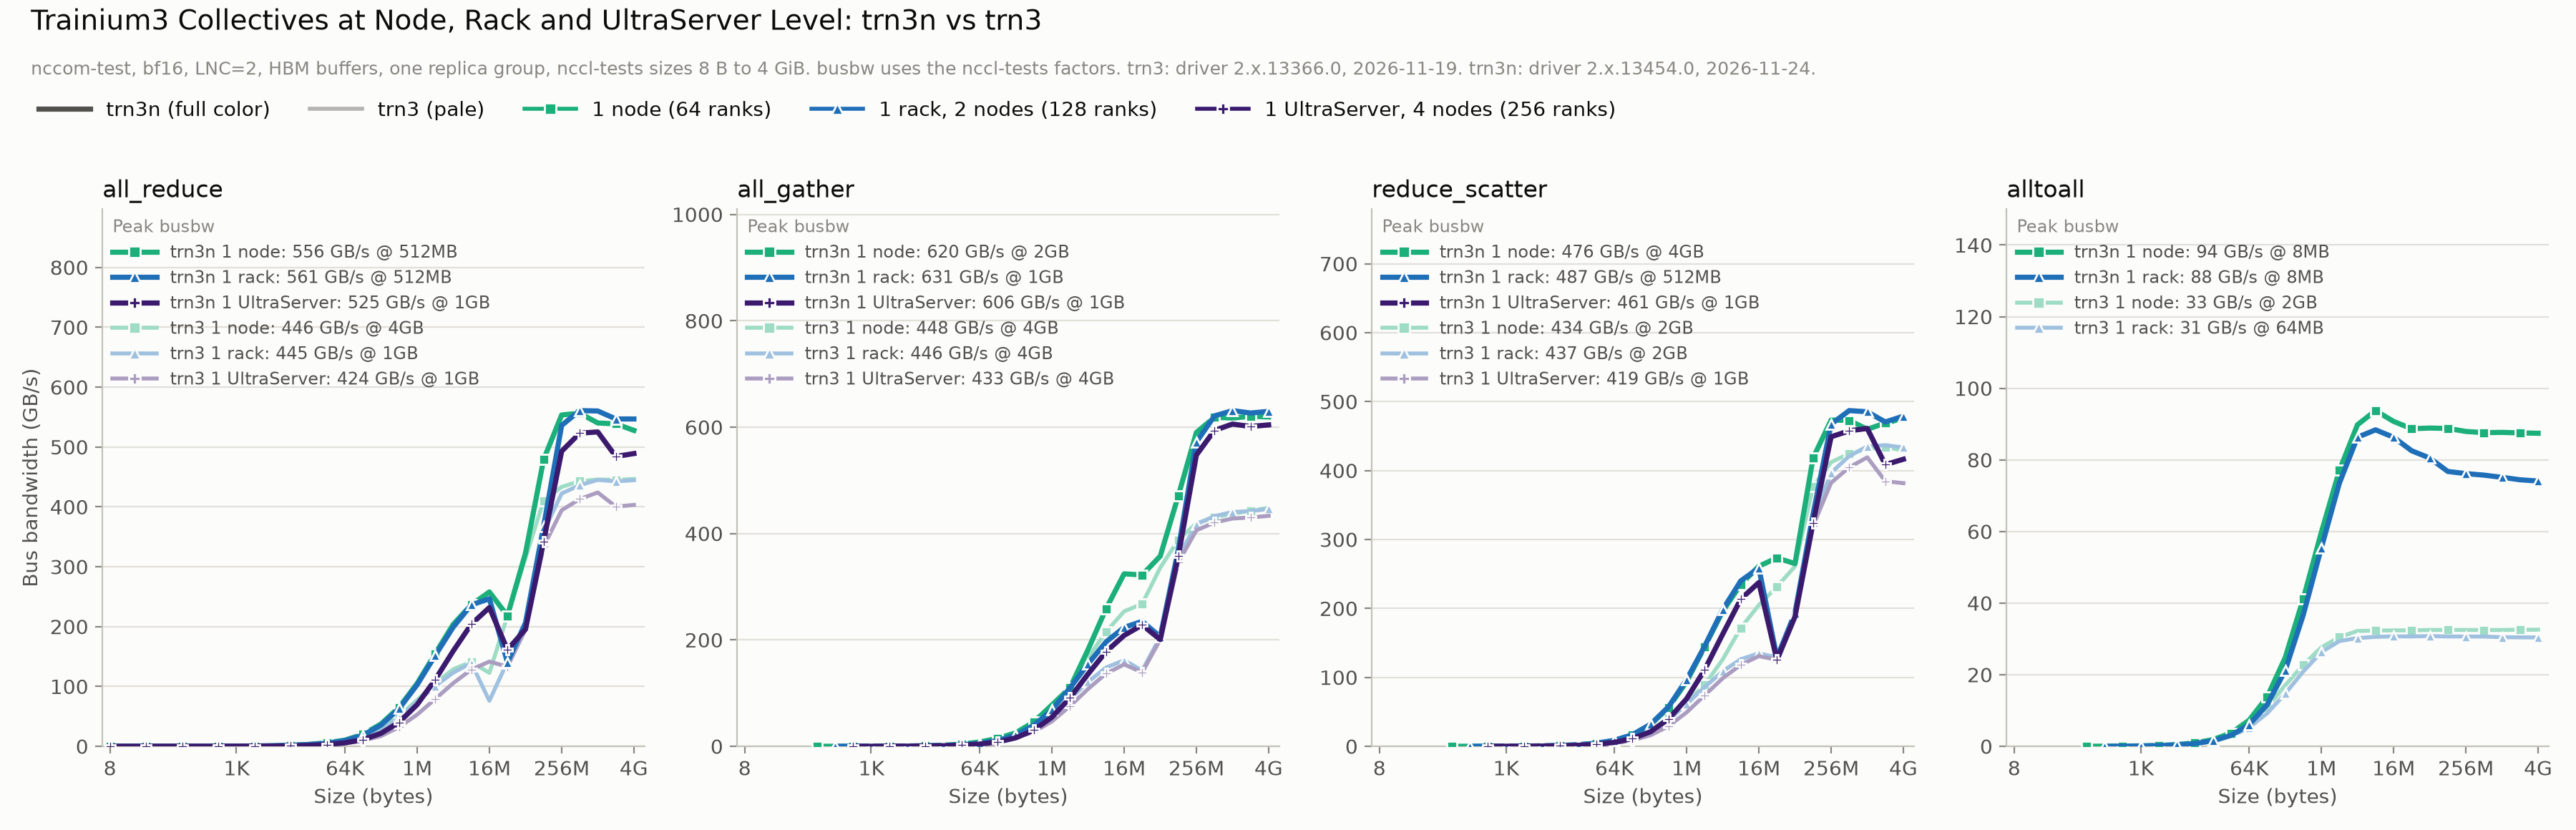 Trainium3 Collectives at Node, Rack and UltraServer Level: trn3n vs trn3
nccom-test, bf16, LNC=2, HBM buffers, one replica group, nccl-tests sizes 8 B to 4 GiB. busbw uses the nccl-tests factors. trn3: driver 2.x.13366.0, 2026-11-19. trn3n: driver 2.x.13454.0, 2026-11-24.
trn3n (full color)
trn3 (pale)
1 node (64 ranks)
1 rack, 2 nodes (128 ranks)
1 UltraServer, 4 nodes (256 ranks)
all_reduce
Peak busbw
trn3n 1 node: 556 GB/s @ 512MB
trn3n 1 rack: 561 GB/s @ 512MB
trn3n 1 UltraServer: 525 GB/s @ 1GB
trn3 1 node: 446 GB/s @ 4GB
trn3 1 rack: 445 GB/s @ 1GB
trn3 1 UltraServer: 424 GB/s @ 1GB
Bus bandwidth (GB/s)
800
700
600
500
400
300
200
100
0
8
1K
64K
1M
16M
256M
4G
Size (bytes)
all_gather
Peak busbw
trn3n 1 node: 620 GB/s @ 2GB
trn3n 1 rack: 631 GB/s @ 1GB
trn3n 1 UltraServer: 606 GB/s @ 1GB
trn3 1 node: 448 GB/s @ 4GB
trn3 1 rack: 446 GB/s @ 4GB
trn3 1 UltraServer: 433 GB/s @ 4GB
1000
800
600
400
200
0
8
1K
64K
1M
16M
256M
4G
Size (bytes)
reduce_scatter
Peak busbw
trn3n 1 node: 476 GB/s @ 4GB
trn3n 1 rack: 487 GB/s @ 512MB
trn3n 1 UltraServer: 461 GB/s @ 1GB
trn3 1 node: 434 GB/s @ 2GB
trn3 1 rack: 437 GB/s @ 2GB
trn3 1 UltraServer: 419 GB/s @ 1GB
700
600
500
400
300
200
100
0
8
1K
64K
1M
16M
256M
4G
Size (bytes)
alltoall
Peak busbw
trn3n 1 node: 94 GB/s @ 8MB
trn3n 1 rack: 88 GB/s @ 8MB
trn3 1 node: 33 GB/s @ 2GB
trn3 1 rack: 31 GB/s @ 64MB
140
120
100
80
60
40
20
0
8
1K
64K
1M
16M
256M
4G
Size (bytes)